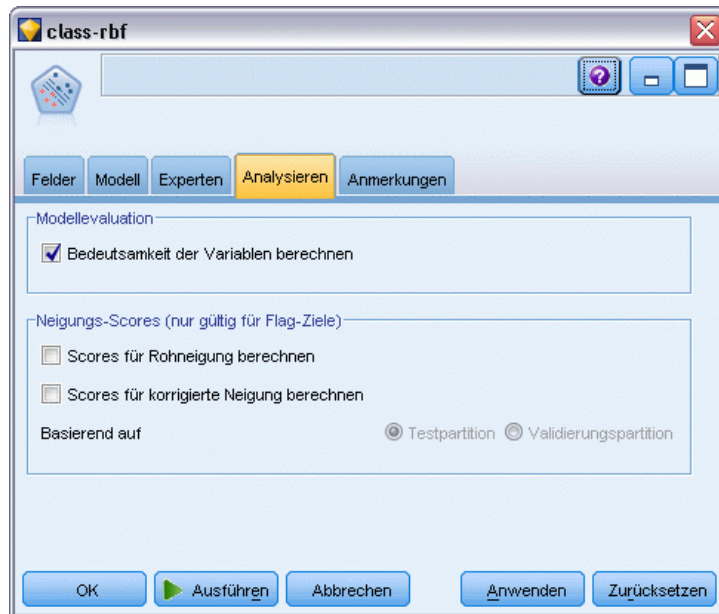 class-rbf
?
Felder Modell Experten Analysieren Anmerkungen
Modellevaluation
Bedeutsamkeit der Variablen berechnen
Neigungs-Scores (nur gültig für Flag-Ziele)
Scores für Rohneigung berechnen
Scores für korrigierte Neigung berechnen
Basierend auf Testpartition Validierungspartition
OK Ausführen Abbrechen Anwenden Zurücksetzen